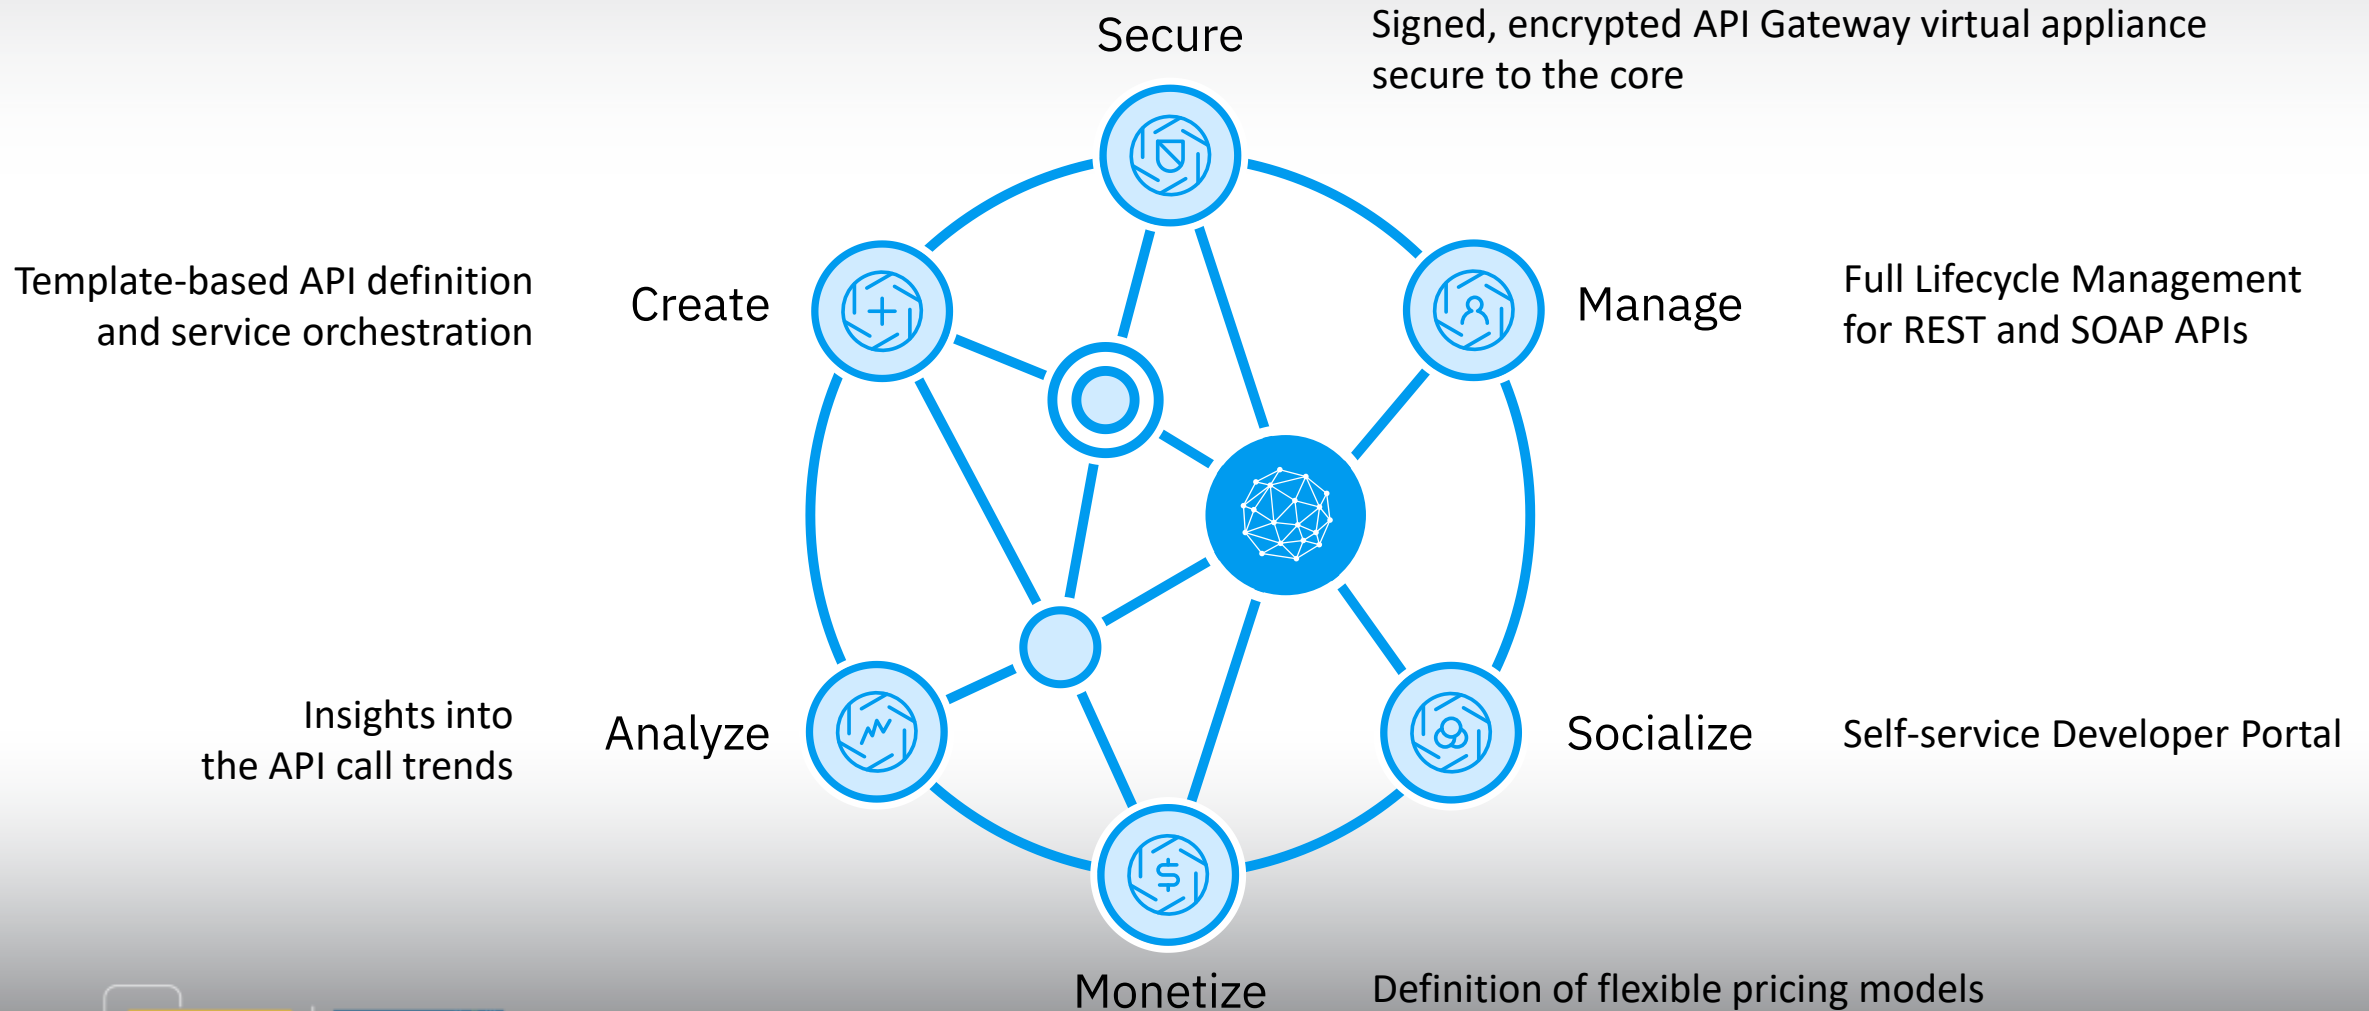 Secure
Signed, encrypted API Gateway virtual appliance
secure to the core
Template-based API definition
and service orchestration
Create
Manage
Full Lifecycle Management
for REST and SOAP APIs
Insights into
the API call trends
Analyze
Socialize
Self-service Developer Portal
Monetize
Definition of flexible pricing models